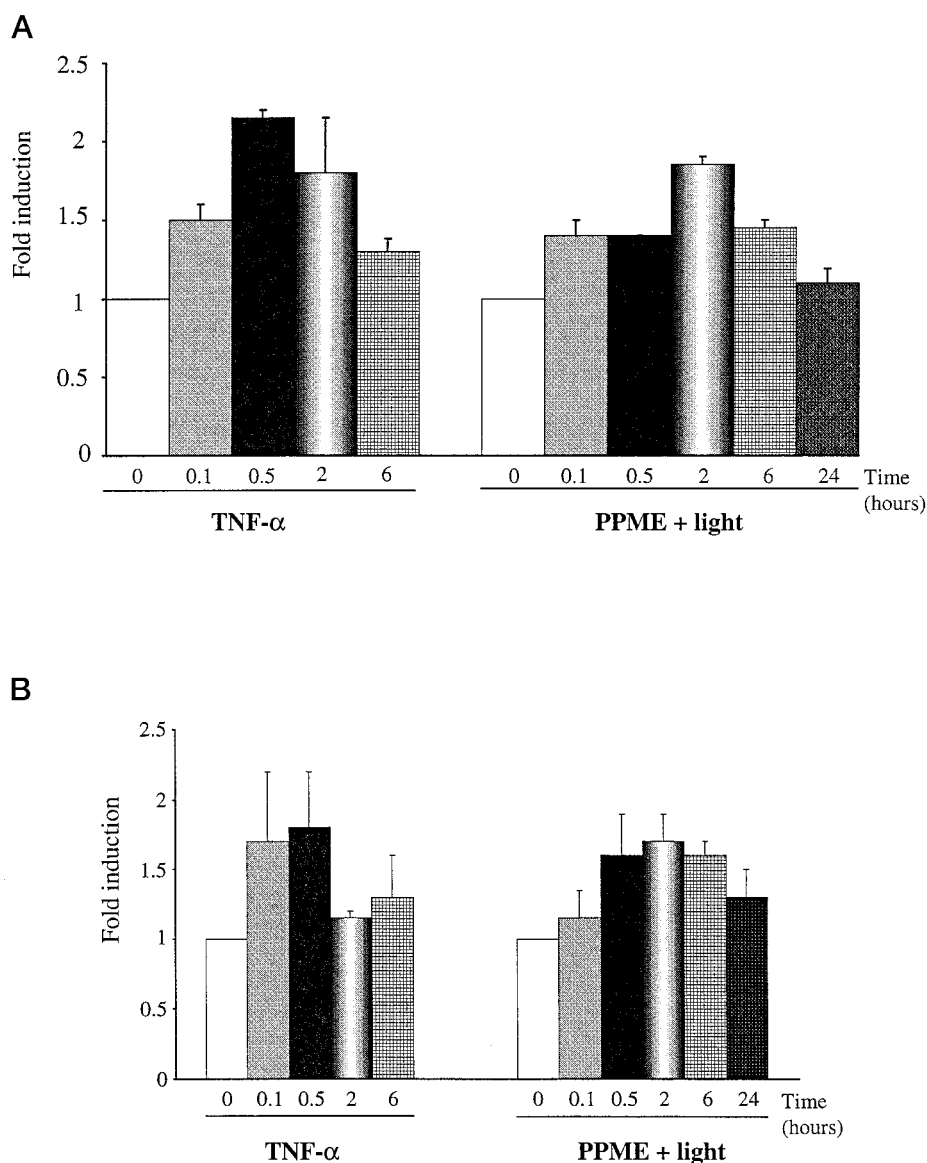 A
2.5
2
1.5
1
0.5
0
Fold induction
0 0.1 0.5 2 6 0 0.1 0.5 2 6 24 Time
(hours)
TNF-α PPME + light
B
2.5
2
1.5
1
0.5
0
Fold induction
0 0.1 0.5 2 6 0 0.1 0.5 2 6 24 Time
(hours)
TNF-α PPME + light